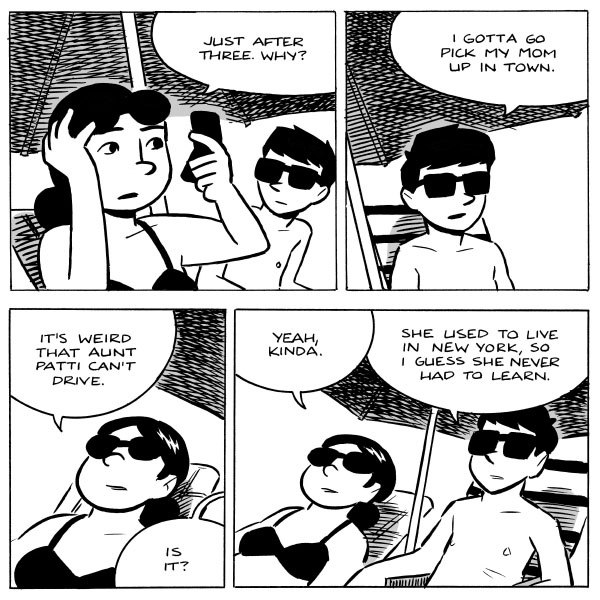 JUST AFTER
THREE. WHY?
I GOTTA GO
PICK MY MOM
UP IN TOWN.
IT'S WEIRD
THAT AUNT
PATTI CAN'T
DRIVE.
IS
IT?
YEAH,
KINDA.
SHE USED TO LIVE
IN NEW YORK, SO
I GUESS SHE NEVER
HAD TO LEARN.